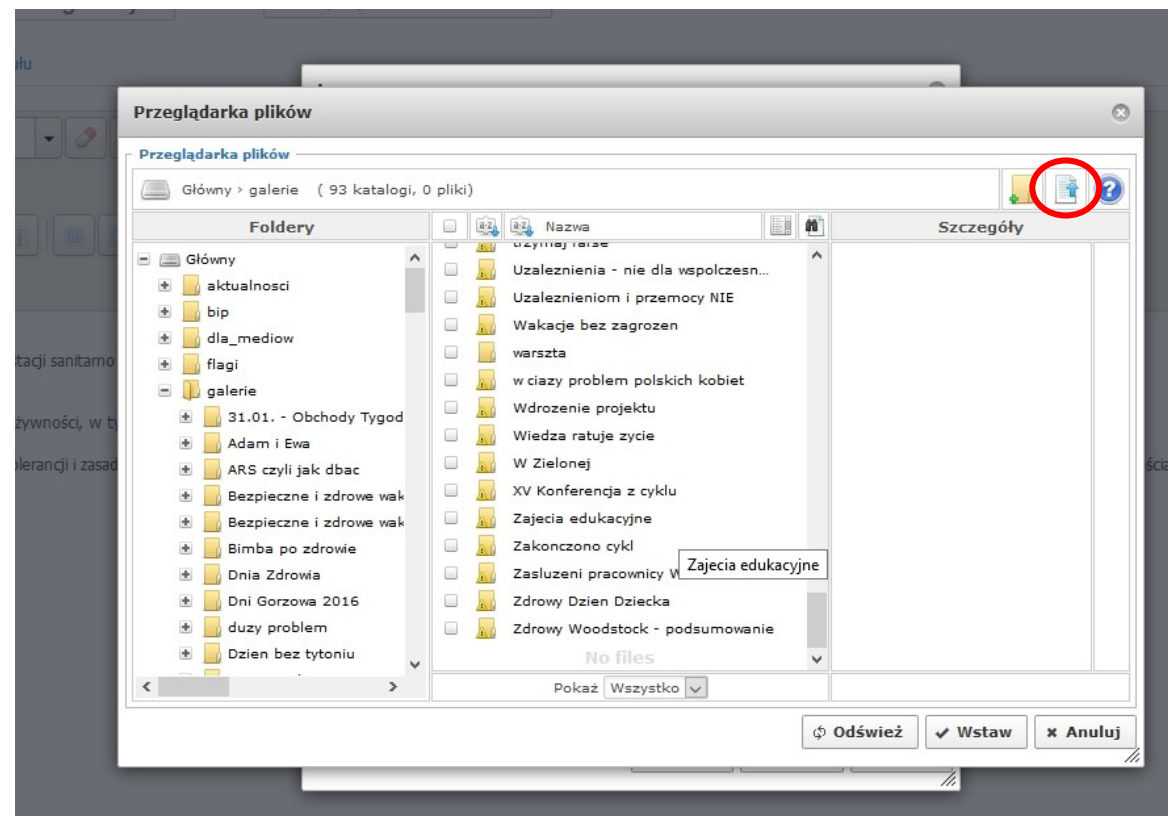 Przeglądarka plików
Przeglądarka plików
Główny › galerie ( 93 katalogi, 0 pliki)
Foldery
Nazwa
Szczegóły
Główny
aktualnosci
bip
dla_mediow
flagi
galerie
31.01. - Obchody Tygod
Adam i Ewa
ARS czyli jak dbac
Bezpieczne i zdrowe wak
Bezpieczne i zdrowe wak
Bimba po zdrowie
Dnia Zdrowia
Dni Gorzowa 2016
duzy problem
Dzien bez tytoniu
Uzaleznienia - nie dla wspolczesn...
Uzaleznieniom i przemocy NIE
Wakacje bez zagrozen
warszta
w ciazy problem polskich kobiet
Wdrozenie projektu
Wiedza ratuje zycie
W Zielonej
XV Konferencja z cyklu
Zajecia edukacyjne
Zakonczono cykl
Zajecia edukacyjne
Zasluzeni pracownicy W
Zdrowy Dzien Dziecka
Zdrowy Woodstock - podsumowanie
No files
Pokaż Wszystko
Odśwież Wstaw Anuluj
stacji sanitarno
żywności, w
i zasad